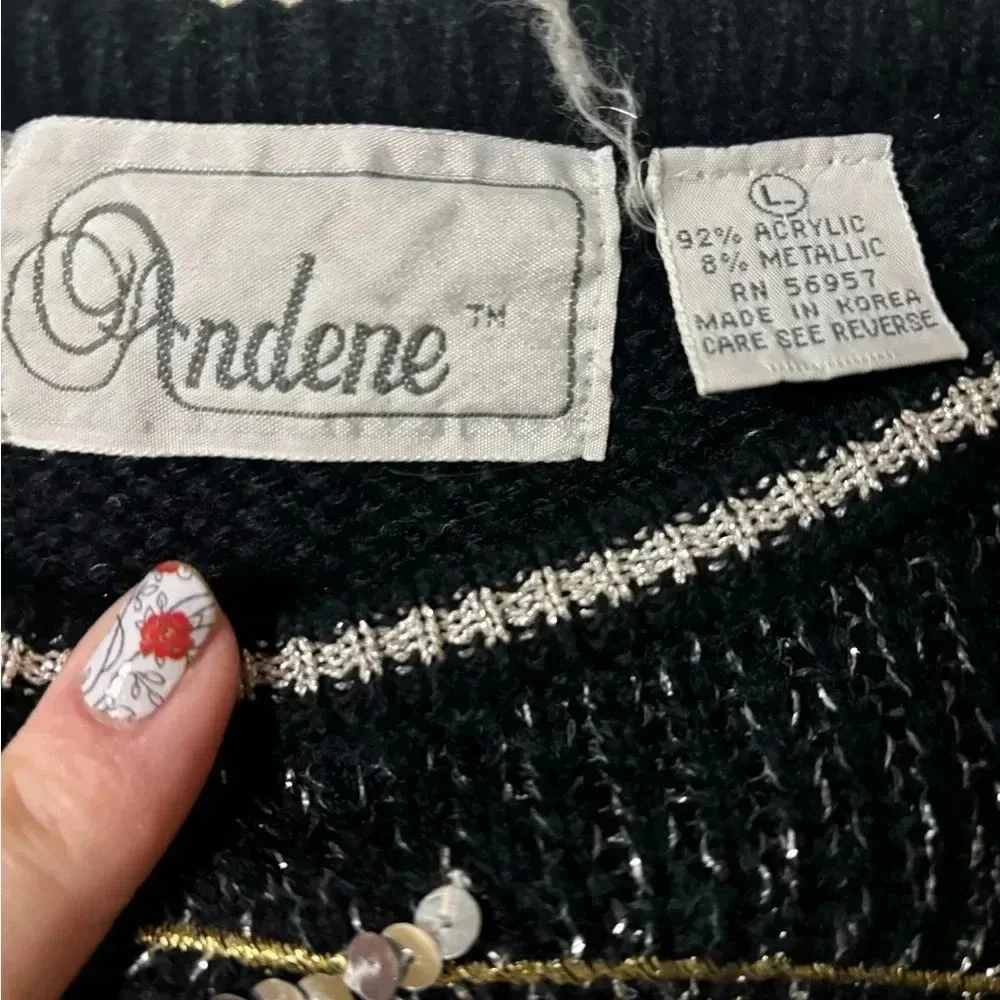 Andene™
L
92% ACRYLIC
8% METALLIC
RN 56957
MADE IN KOREA
CARE SEE REVERSE